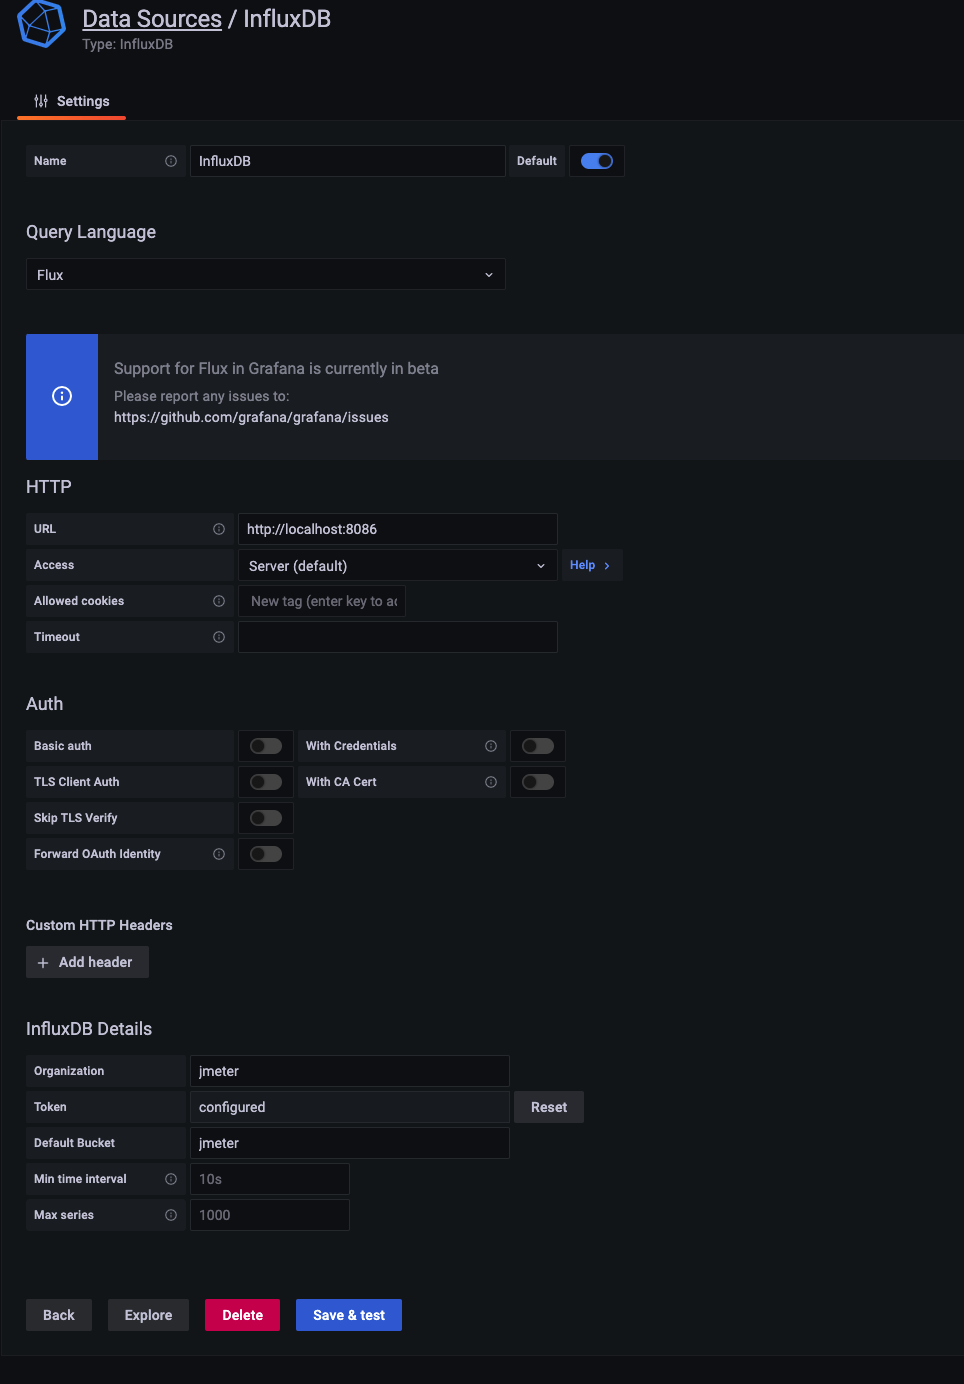 Data Sources / InfluxDB
Type: InfluxDB
Settings
Name InfluxDB Default
Query Language
Flux
Support for Flux in Grafana is currently in beta
Please report any issues to:
https://github.com/grafana/grafana/issues
HTTP
URL http://localhost:8086
Access Server (default) Help >
Allowed cookies New tag (enter key to ad
Timeout
Auth
Basic auth With Credentials
TLS Client Auth With CA Cert
Skip TLS Verify
Forward OAuth Identity
Custom HTTP Headers
+ Add header
InfluxDB Details
Organization jmeter
Token configured Reset
Default Bucket jmeter
Min time interval 10s
Max series 1000
Back Explore Delete Save & test